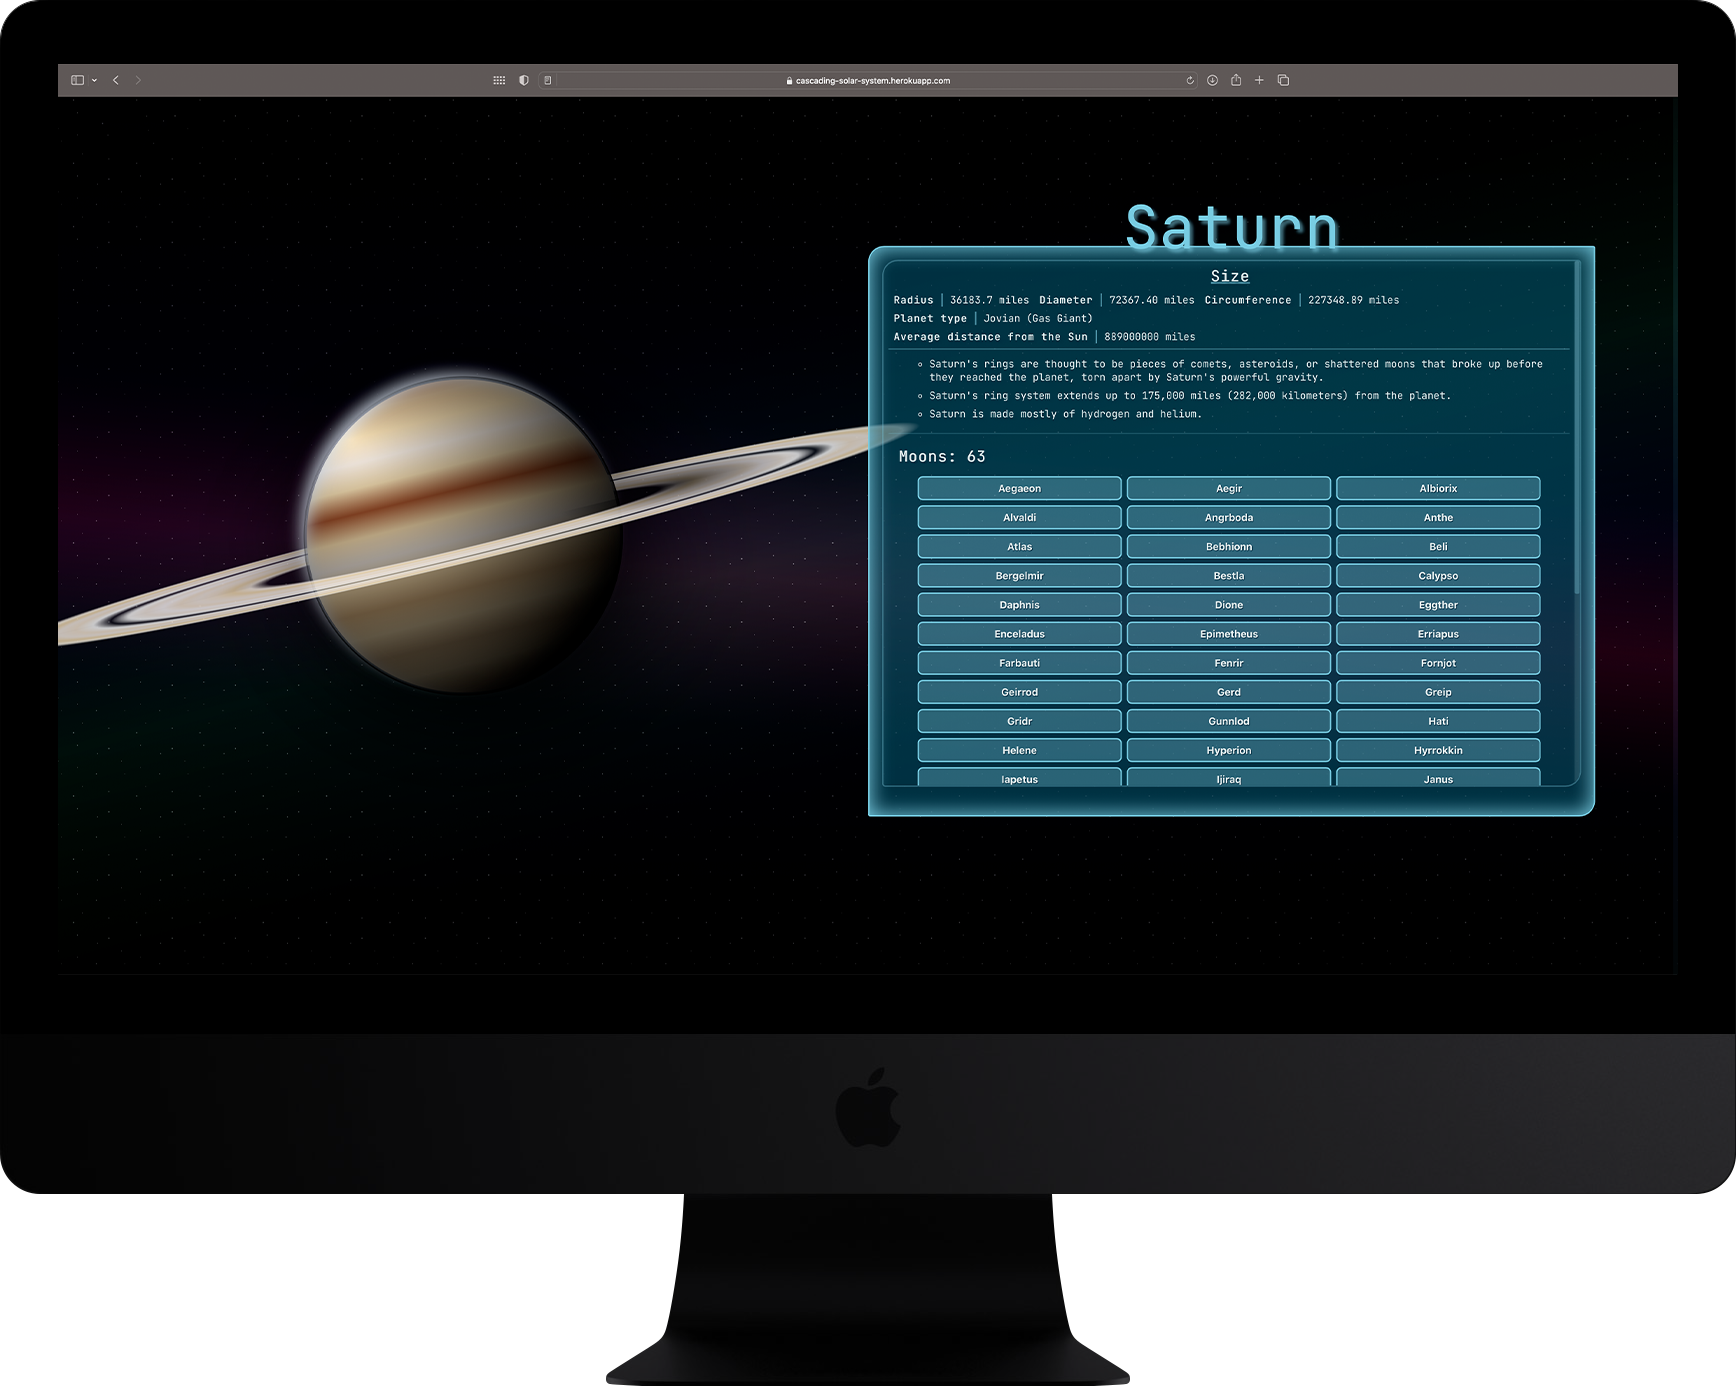 cascading-solar-system.herokuapp.com
Saturn
Size
Radius | 36183.7 miles Diameter | 72367.40 miles Circumference | 227348.89 miles
Planet type | Jovian (Gas Giant)
Average distance from the Sun | 889000000 miles
Saturn's rings are thought to be pieces of comets, asteroids, or shattered moons that broke up before
they reached the planet, torn apart by Saturn's powerful gravity.
Saturn's ring system extends up to 175,000 miles (282,000 kilometers) from the planet.
Saturn is made mostly of hydrogen and helium.
Moons: 63
Aegaeon Aegir Albiorix
Alvaldi Angrboda Anthe
Atlas Bebhionn Beli
Bergelmir Bestla Calypso
Daphnis Dione Eggther
Enceladus Epimetheus Erriapus
Farbauti Fenrir Fornjot
Geirrod Gerd Greip
Gridr Gunnlod Hati
Helene Hyperion Hyrrokkin
Iapetus Ijiraq Janus